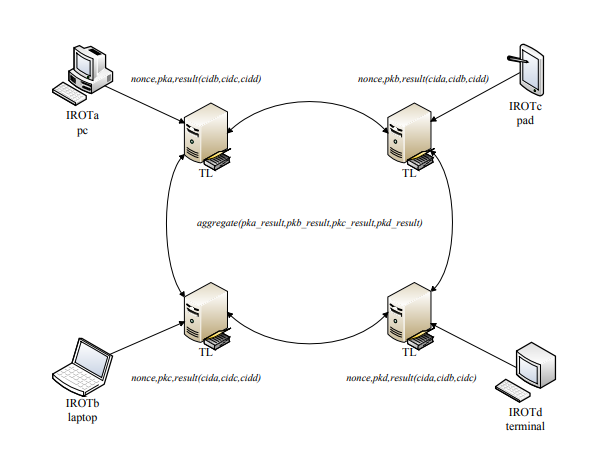 nonce,pka,result(cidb,cidc,cidd)
nonce,pkb,result(cida,cidb,cidd)
IROTa
pc
IROTc
pad
TL
TL
aggregate(pka_result,pkb_result,pkc_result,pkd_result)
TL
TL
nonce,pkc,result(cida,cidc,cidd)
nonce,pkd,result(cida,cidb,cidc)
IROTb
laptop
IROTd
terminal